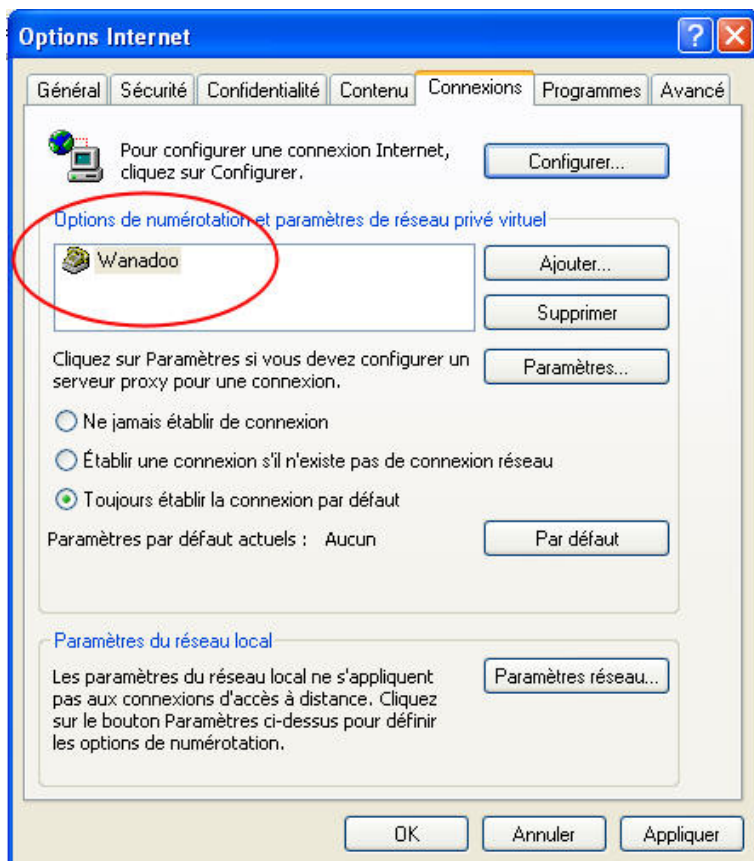 Options Internet
Général Sécurité Confidentialité Contenu Connexions Programmes Avancé
Pour configurer une connexion Internet,
cliquez sur Configurer.
Configurer...
Options de numérotation et paramètres de réseau privé virtuel
Wanadoo
Ajouter...
Supprimer
Cliquez sur Paramètres si vous devez configurer un
serveur proxy pour une connexion.
Paramètres...
Ne jamais établir de connexion
Établir une connexion s'il n'existe pas de connexion réseau
Toujours établir la connexion par défaut
Paramètres par défaut actuels : Aucun
Par défaut
Paramètres du réseau local
Les paramètres du réseau local ne s'appliquent
pas aux connexions d'accès à distance. Cliquez
sur le bouton Paramètres ci-dessus pour définir
les options de numérotation.
Paramètres réseau...
OK Annuler Appliquer